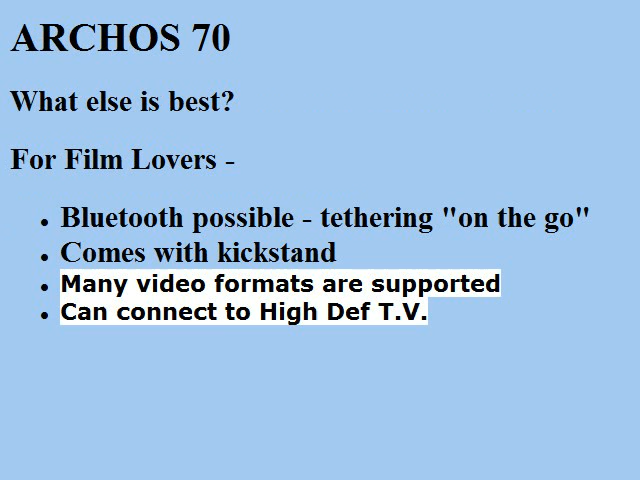 ARCHOS 70
What else is best?
For Film Lovers -
• Bluetooth possible - tethering "on the go"
• Comes with kickstand
• Many video formats are supported
• Can connect to High Def T.V.